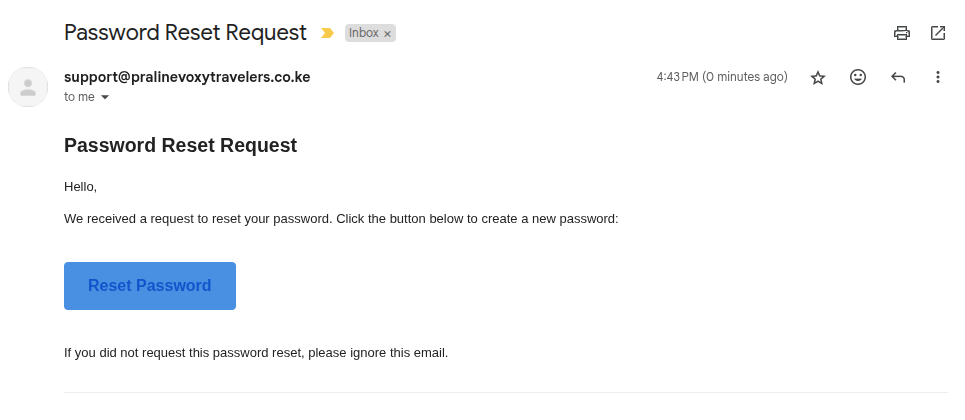 Password Reset Request
Inbox ×
support@pralinevoxytravelers.co.ke
4:43 PM (0 minutes ago)
to me
Password Reset Request
Hello,
We received a request to reset your password. Click the button below to create a new password:
Reset Password
If you did not request this password reset, please ignore this email.